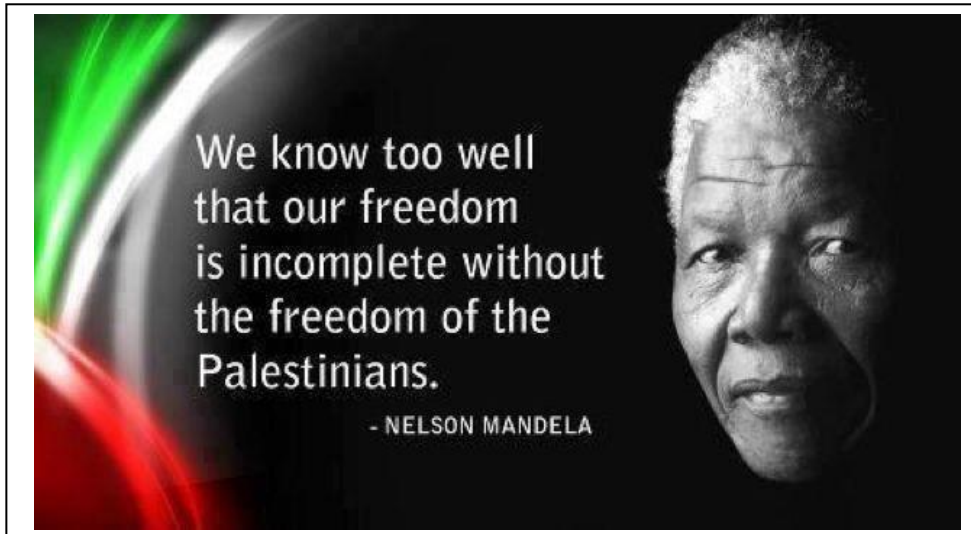 We know too well
that our freedom
is incomplete without
the freedom of the
Palestinians.
- NELSON MANDELA